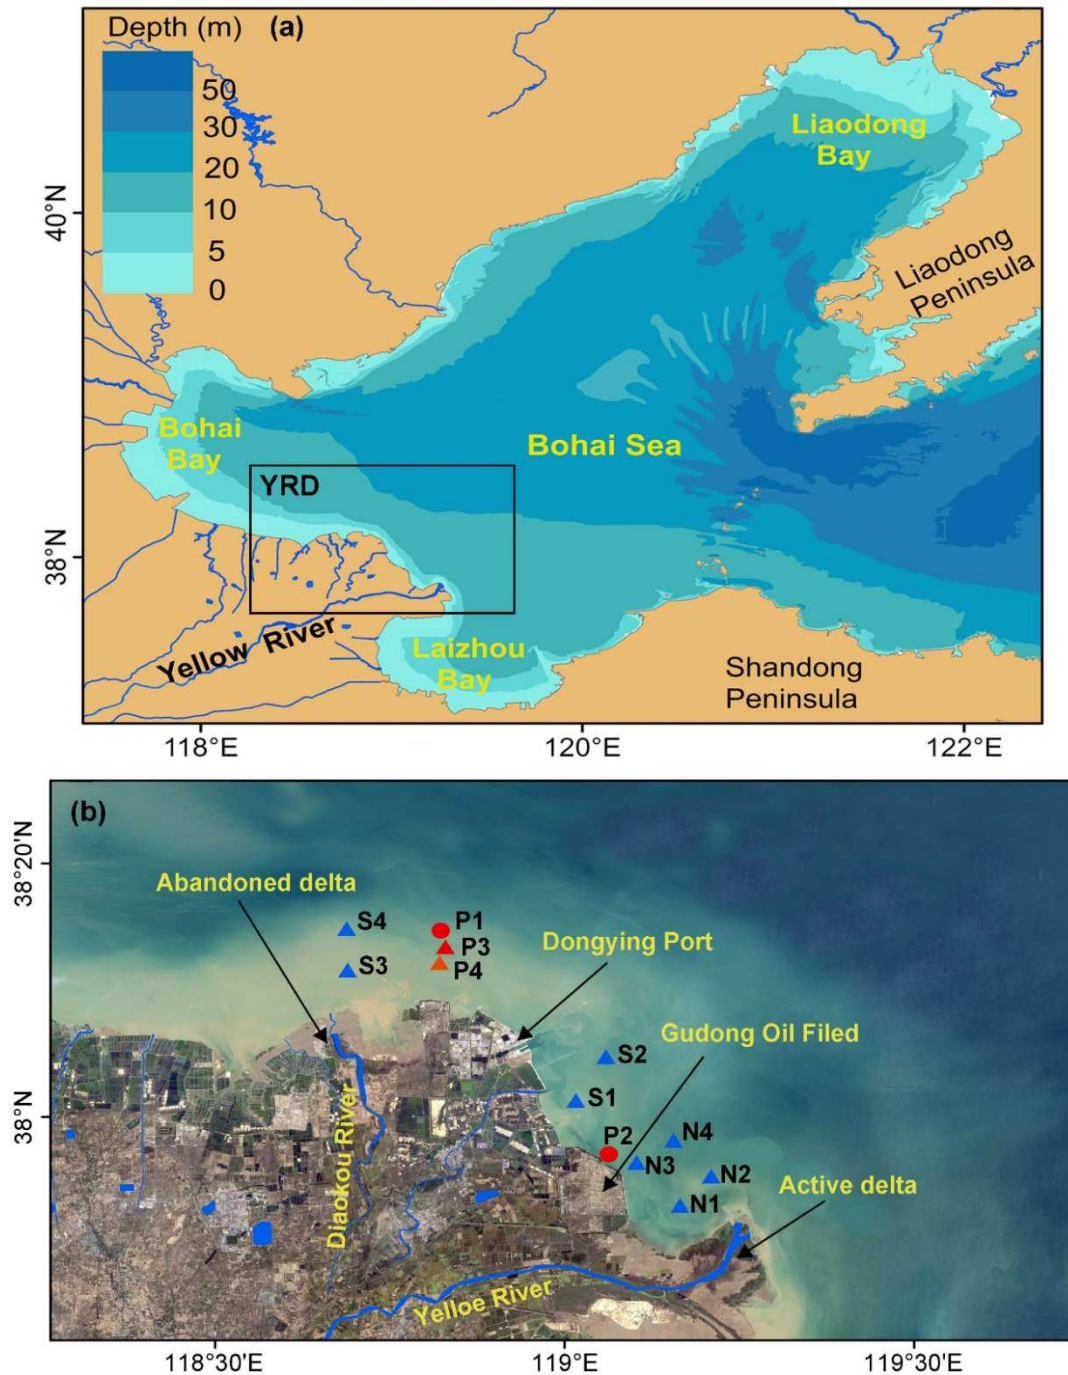 Depth (m)
(a)
50
30
20
10
5
0
Liaodong
Bay
40°N
Liaodong
Peninsula
Bohai
Bay
Bohai Sea
YRD
38°N
Yellow River
Laizhou
Bay
Shandong
Peninsula
118°E
120°E
122°E
(b)
38°20'N
Abandoned delta
S4
P1
P3
Dongying Port
S3
P4
Gudong Oil Filed
S2
S1
38°N
N4
P2
N3
N2
Active delta
Diaokou River
N1
Yelloe River
118°30'E
119°E
119°30'E